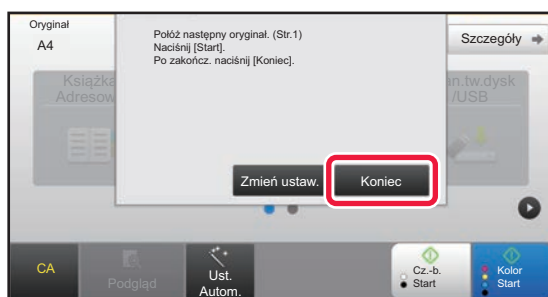 Oryginał
A4
Położ następny oryginał. (Str.1)
Naciśnij [Start].
Po zakończ. naciśnij [Koniec].
Szczegóły
Książka
Adresow
an.tw.dysk
/USB
Zmień ustaw.
Koniec
CA
Podgląd
Ust.
Autom.
Cz.-b.
Start
Kolor
Start